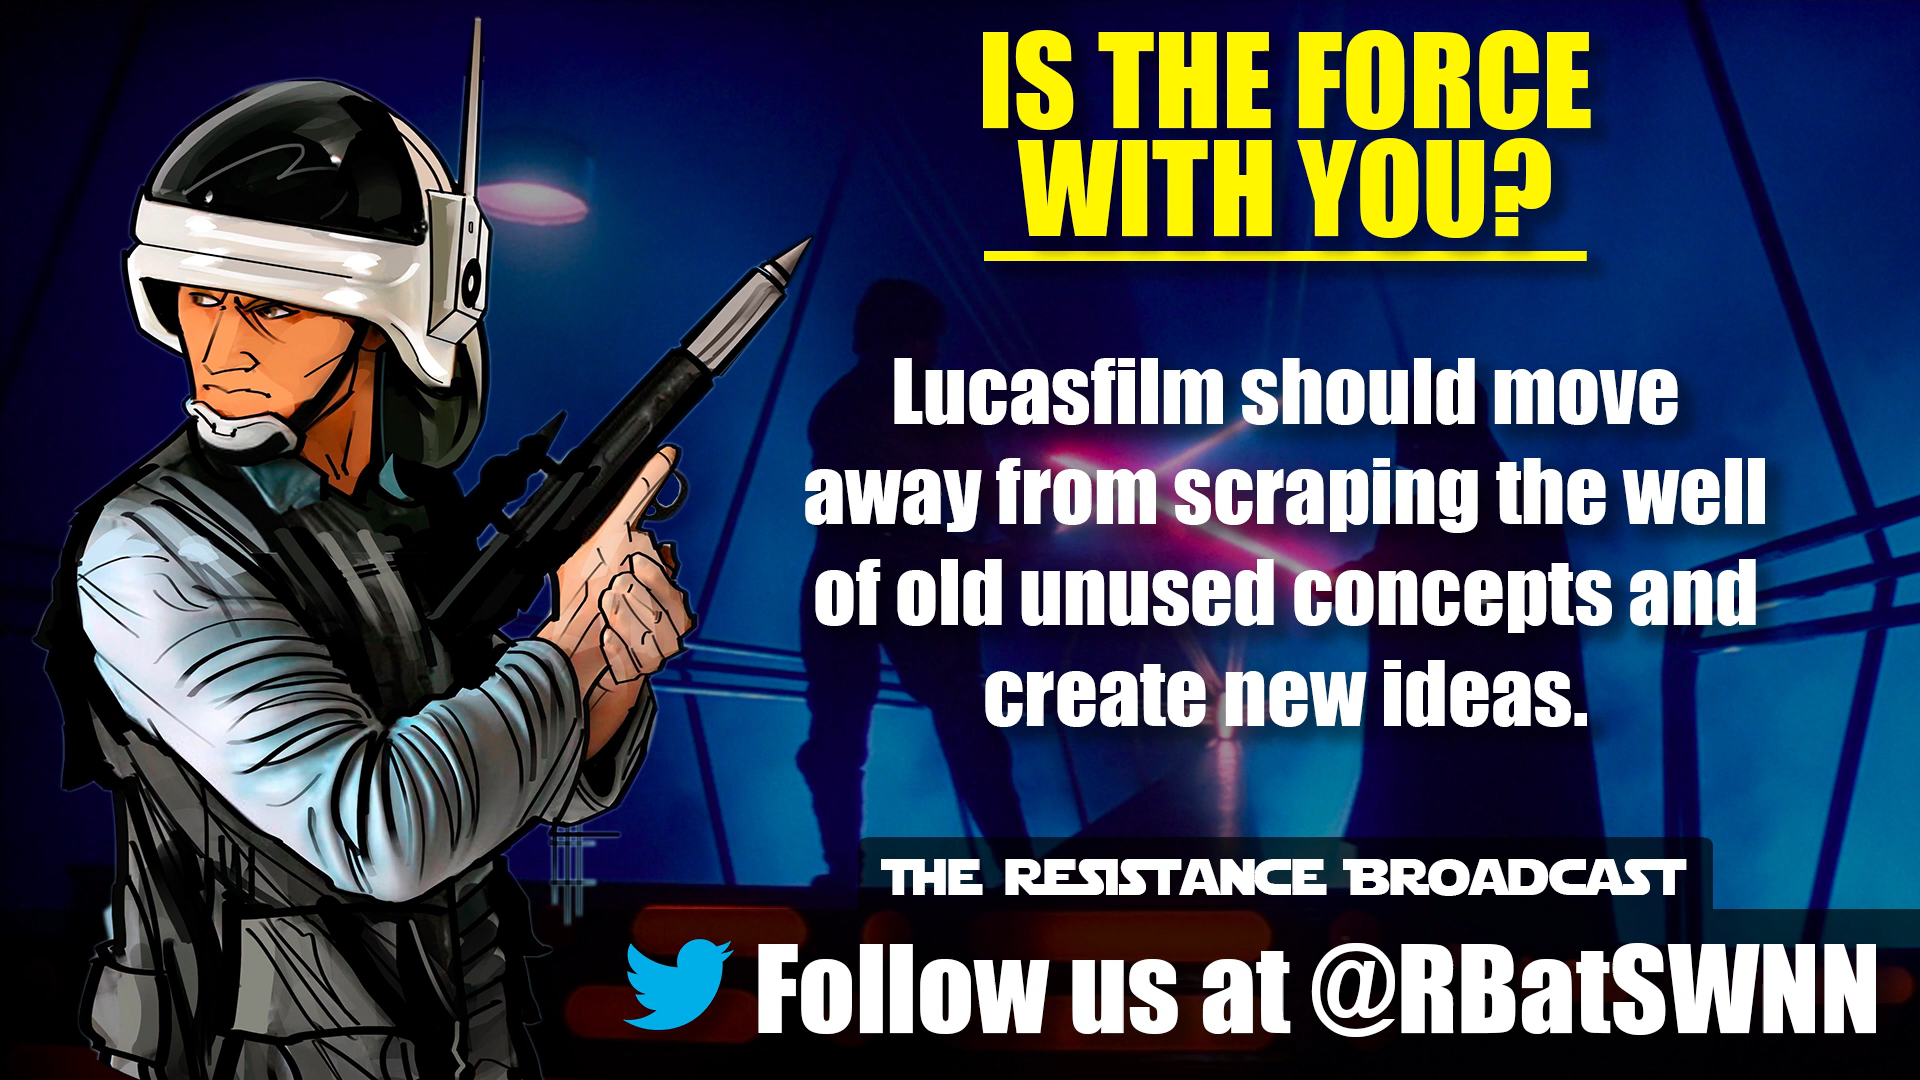 IS THE FORCE
WITH YOU?
Lucasfilm should move
away from scraping the well
of old unused concepts and
create new ideas.
THE RESISTANCE BROADCAST
Follow us at @RBatSWNN